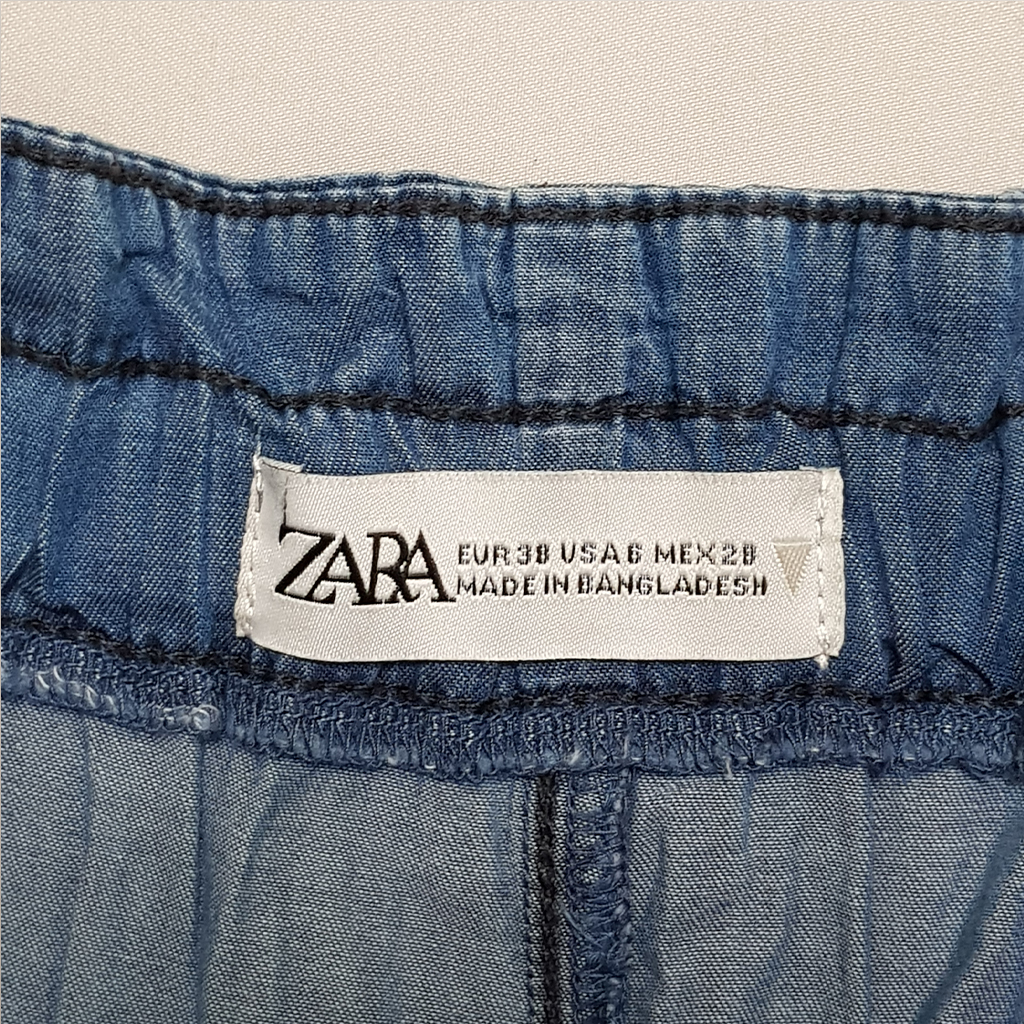 ZARA
EUR 38 USA 6 MEX 28
MADE IN BANGLADESH